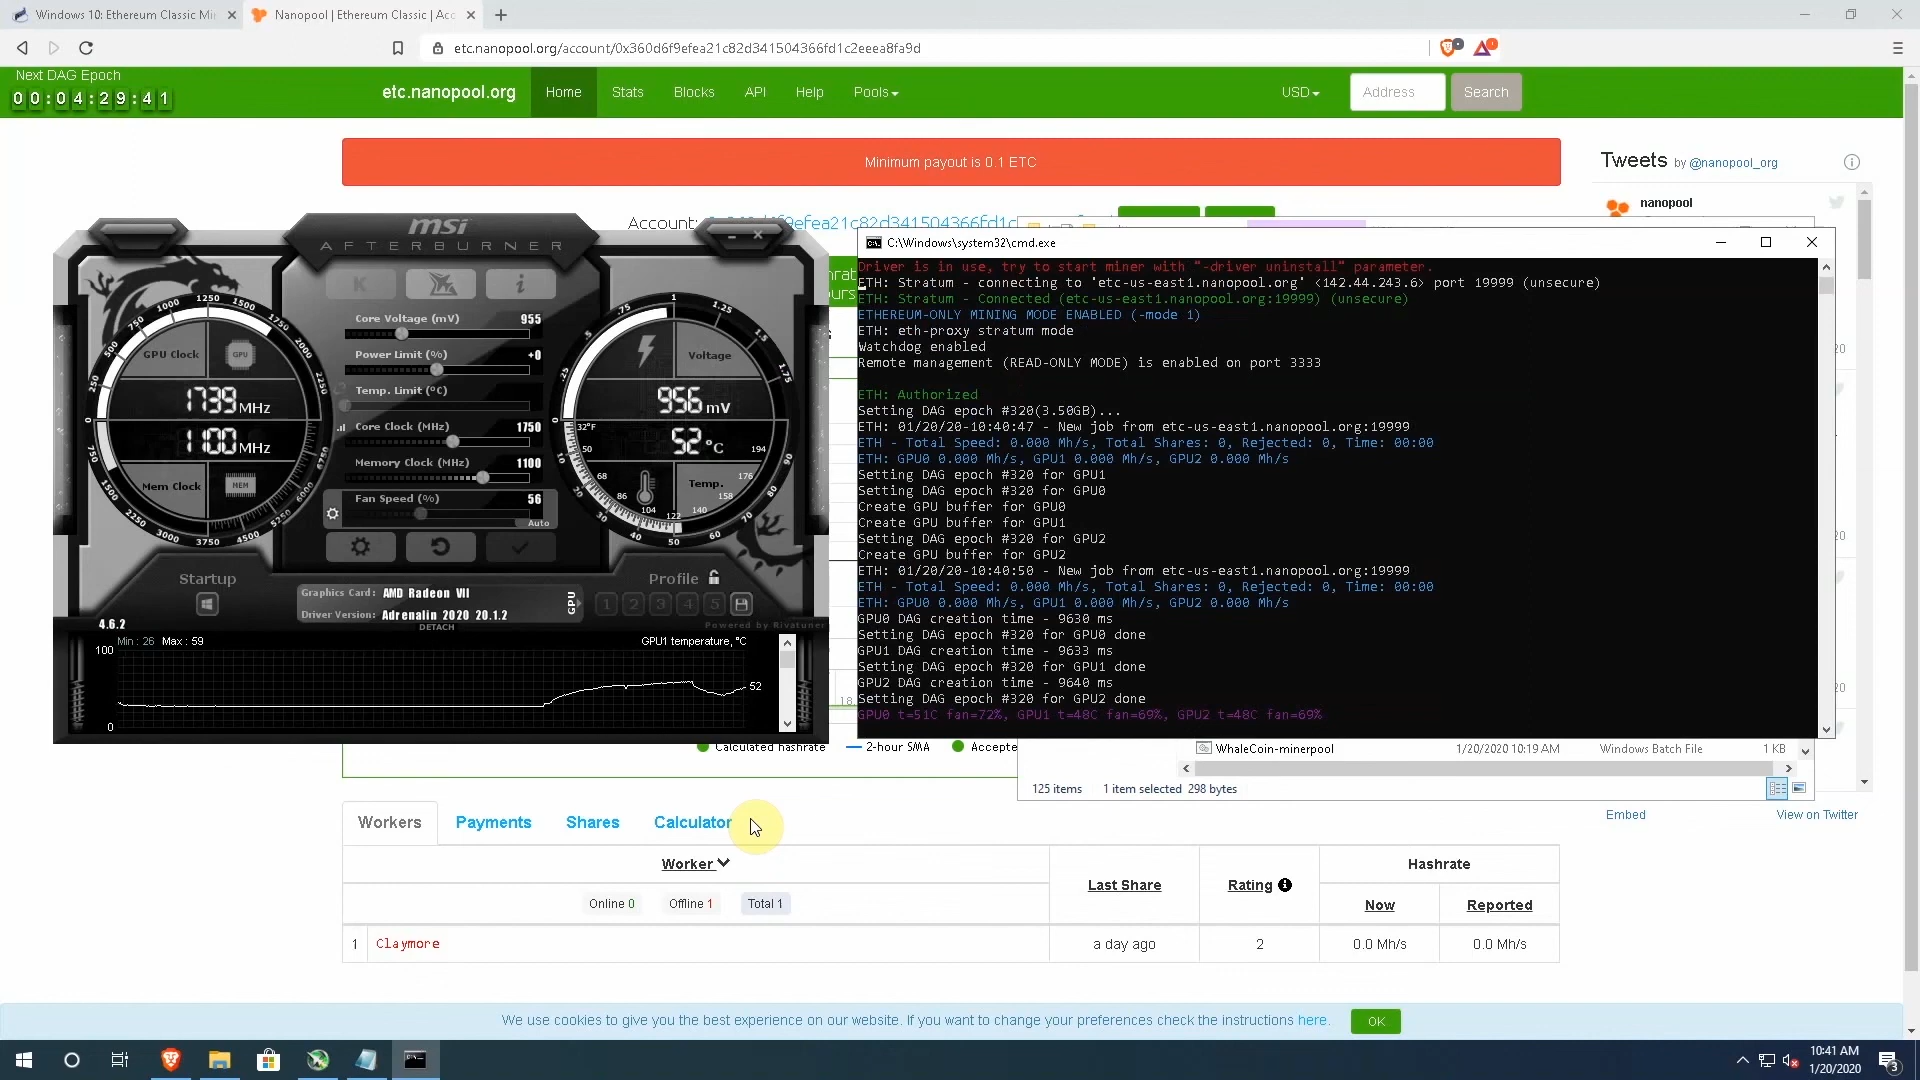 Windows 10: Ethereum Classic Mi
Nanopool | Ethereum Classic | Acc
etc.nanopool.org/account/0x360d6f9efea21c82d341504366fd1c2eeea8fa9d
Next DAG Epoch
00:04:29:41
etc.nanopool.org
Home
Stats
Blocks
API
Help
Pools
USD
Address
Search
Minimum payout is 0.1 ETC
Tweets by @nanopool_org
nanopool
Account:
msi
AFTERBURNER
Core Voltage (mV) 955
Power Limit (%) +0
Temp. Limit (°C)
Core Clock (MHz) 1750
Memory Clock (MHz) 1100
Fan Speed (%) 56
Auto
GPU Clock
GPU
1739 MHz
1100 MHz
Mem Clock
MEM
Voltage
956 mV
52 °C
Temp.
Startup
Profile
1 2 3 4 5
Graphics Card: AMD Radeon VII
Driver Version: Adrenalin 2020 20.1.2
GPU
DETACH
4.6.2
Powered by Rivatuner
Min : 26 Max : 59
GPU1 temperature, °C
100
52
0
C:\Windows\system32\cmd.exe
Driver is in use, try to start miner with "-driver uninstall" parameter.
ETH: Stratum - connecting to 'etc-us-east1.nanopool.org' <142.44.243.6> port 19999 (unsecure)
ETH: Stratum - Connected (etc-us-east1.nanopool.org:19999) (unsecure)
ETHEREUM-ONLY MINING MODE ENABLED (-mode 1)
ETH: eth-proxy stratum mode
Watchdog enabled
Remote management (READ-ONLY MODE) is enabled on port 3333
ETH: Authorized
Setting DAG epoch #320(3.50GB)...
ETH: 01/20/20-10:40:47 - New job from etc-us-east1.nanopool.org:19999
ETH - Total Speed: 0.000 Mh/s, Total Shares: 0, Rejected: 0, Time: 00:00
ETH: GPU0 0.000 Mh/s, GPU1 0.000 Mh/s, GPU2 0.000 Mh/s
Setting DAG epoch #320 for GPU1
Setting DAG epoch #320 for GPU0
Create GPU buffer for GPU0
Create GPU buffer for GPU1
Setting DAG epoch #320 for GPU2
Create GPU buffer for GPU2
ETH: 01/20/20-10:40:50 - New job from etc-us-east1.nanopool.org:19999
ETH - Total Speed: 0.000 Mh/s, Total Shares: 0, Rejected: 0, Time: 00:00
ETH: GPU0 0.000 Mh/s, GPU1 0.000 Mh/s, GPU2 0.000 Mh/s
GPU0 DAG creation time - 9630 ms
Setting DAG epoch #320 for GPU0 done
GPU1 DAG creation time - 9633 ms
Setting DAG epoch #320 for GPU1 done
GPU2 DAG creation time - 9640 ms
Setting DAG epoch #320 for GPU2 done
GPU0 t=51C fan=72%, GPU1 t=48C fan=69%, GPU2 t=48C fan=69%
Calculated hashrate
2-hour SMA
Accepte
WhaleCoin-minerpool 1/20/2020 10:19 AM Windows Batch File 1 KB
125 items 1 item selected 298 bytes
Embed
View on Twitter
Workers
Payments
Shares
Calculator
Worker
Last Share
Rating
Hashrate
Now
Reported
Online 0
Offline 1
Total 1
1 Claymore a day ago 2 0.0 Mh/s 0.0 Mh/s
We use cookies to give you the best experience on our website. If you want to change your preferences check the instructions here.
OK
10:41 AM
1/20/2020
3